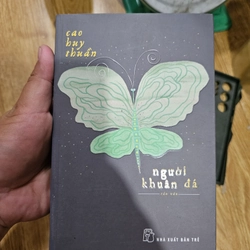 cao
huy
thuần
người
khuân đá
NHÀ XUẤT BẢN TRẺ